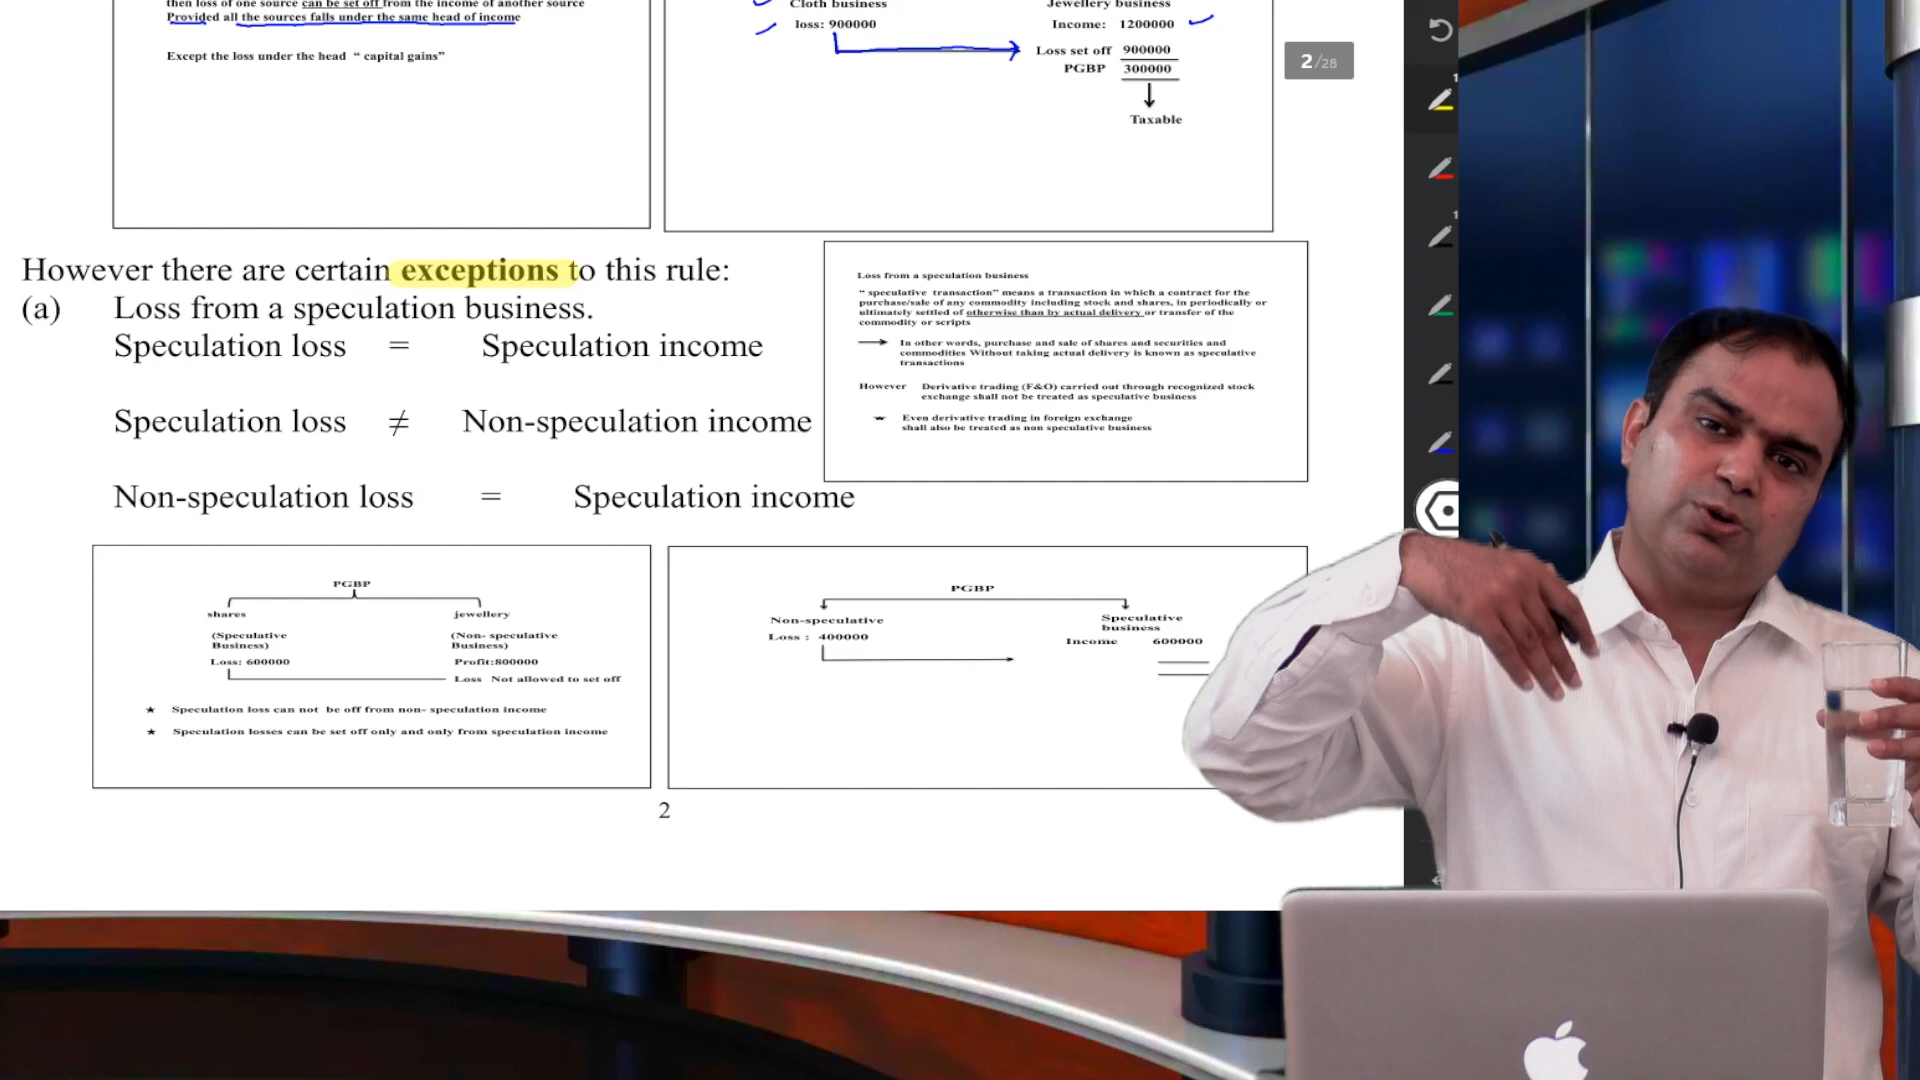 then loss of one source can be set off from the income of another source
Provided all the sources falls under the same head of income
Except the loss under the head “ capital gains”
Cloth business
loss: 900000
Jewellery business
Income: 1200000
Loss set off 900000
PGBP 300000
Taxable
2/28
However there are certain exceptions to this rule:
(a) Loss from a speculation business.
Speculation loss = Speculation income
Speculation loss ≠ Non-speculation income
Non-speculation loss = Speculation income
Loss from a speculation business
“ speculative transaction” means a transaction in which a contract for the
purchase/sale of any commodity including stock and shares, in periodically or
ultimately settled of otherwise than by actual delivery or transfer of the
commodity or scripts
In other words, purchase and sale of shares and securities and
commodities Without taking actual delivery is known as speculative
transactions
However Derivative trading (F&O) carried out through recognized stock
exchange shall not be treated as speculative business
Even derivative trading in foreign exchange
shall also be treated as non speculative business
PGBP
shares jewellery
(Speculative
Business)
(Non- speculative
Business)
Loss: 600000 Profit:800000
Loss Not allowed to set off
★ Speculation loss can not be off from non- speculation income
★ Speculation losses can be set off only and only from speculation income
PGBP
Non-speculative
Loss : 400000
Speculative
business
Income 600000
2